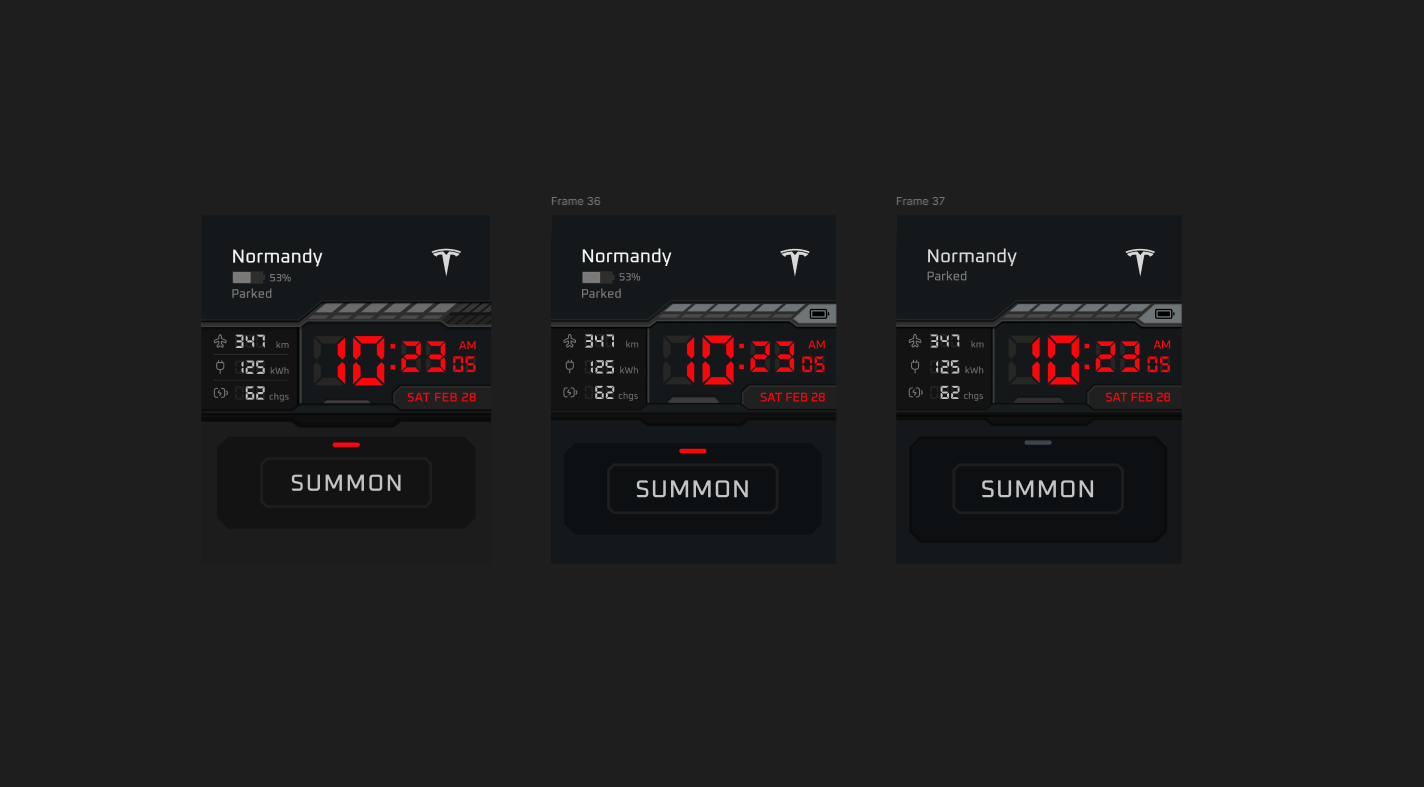 Frame 36
Frame 37
Normandy
53%
Parked
347 km
125 kWh
62 chgs
10:23 AM
05
SAT FEB 28
SUMMON
Normandy
53%
Parked
347 km
125 kWh
62 chgs
10:23 AM
05
SAT FEB 28
SUMMON
Normandy
Parked
347 km
125 kWh
62 chgs
10:23 AM
05
SAT FEB 28
SUMMON